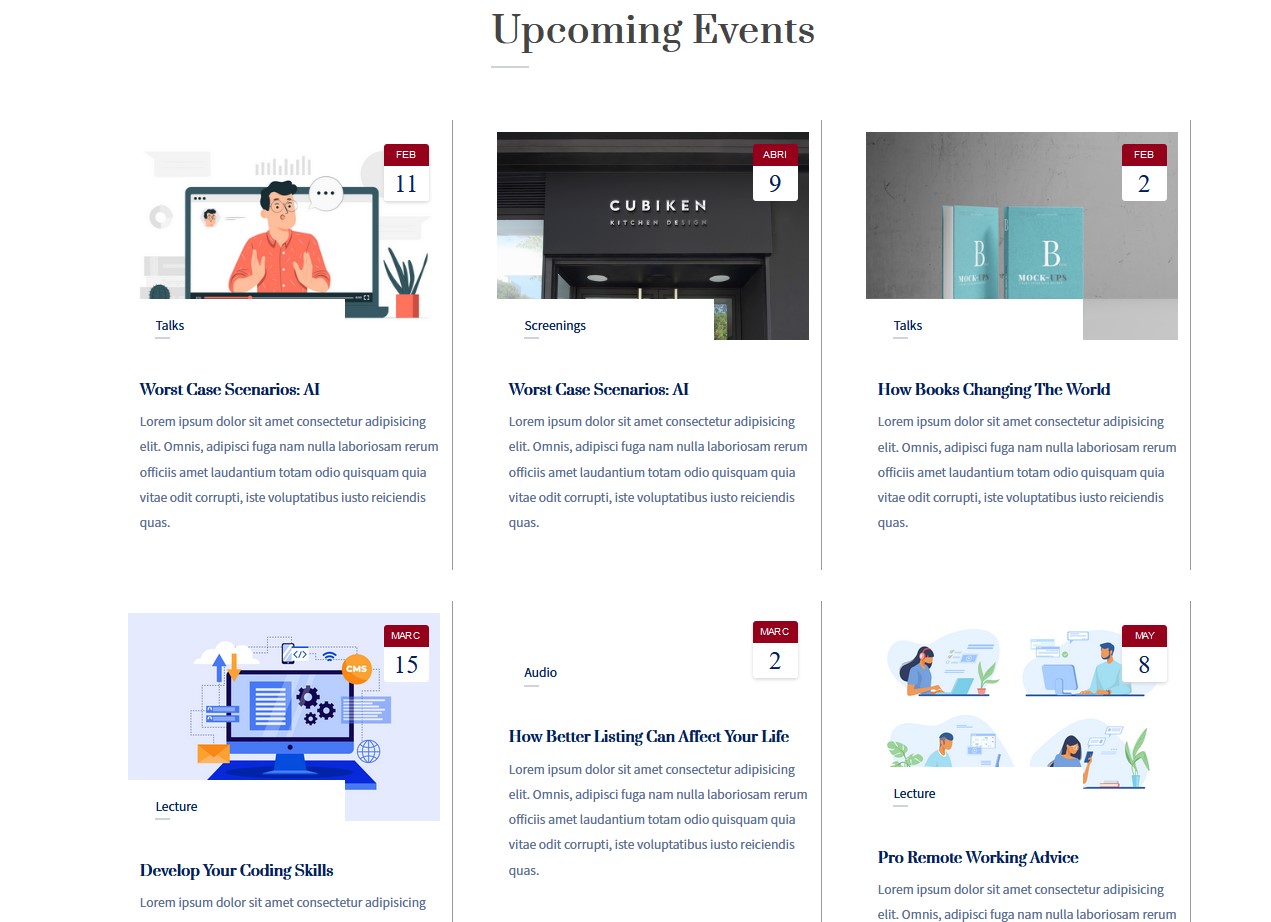 Upcoming Events
FEB
11
Talks
Worst Case Scenarios: AI
Lorem ipsum dolor sit amet consectetur adipisicing
elit. Omnis, adipisci fuga nam nulla laboriosam rerum
officiis amet laudantium totam odio quisquam quia
vitae odit corrupti, iste voluptatibus iusto reiciendis
quas.
CUBIKEN
KITCHEN DESIGN
ABRI
9
Screenings
Worst Case Scenarios: AI
Lorem ipsum dolor sit amet consectetur adipisicing
elit. Omnis, adipisci fuga nam nulla laboriosam rerum
officiis amet laudantium totam odio quisquam quia
vitae odit corrupti, iste voluptatibus iusto reiciendis
quas.
FEB
2
B
MOCK-UPS
B
MOCK-UPS
Talks
How Books Changing The World
Lorem ipsum dolor sit amet consectetur adipisicing
elit. Omnis, adipisci fuga nam nulla laboriosam rerum
officiis amet laudantium totam odio quisquam quia
vitae odit corrupti, iste voluptatibus iusto reiciendis
quas.
MARC
15
</>
CMS
Lecture
Develop Your Coding Skills
Lorem ipsum dolor sit amet consectetur adipisicing
MARC
2
Audio
How Better Listing Can Affect Your Life
Lorem ipsum dolor sit amet consectetur adipisicing
elit. Omnis, adipisci fuga nam nulla laboriosam rerum
officiis amet laudantium totam odio quisquam quia
vitae odit corrupti, iste voluptatibus iusto reiciendis
quas.
MAY
8
Lecture
Pro Remote Working Advice
Lorem ipsum dolor sit amet consectetur adipisicing
elit. Omnis, adipisci fuga nam nulla laboriosam rerum